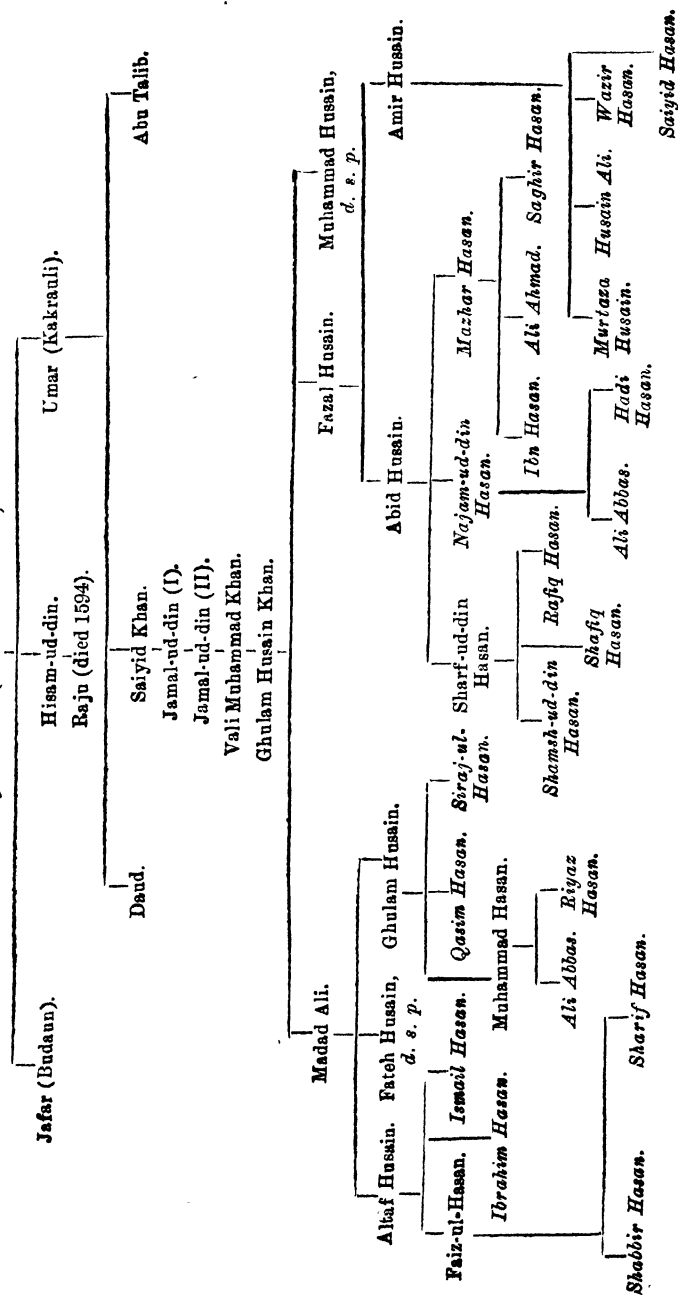 Jafar (Budaun). Hisam-ud-din. Umar (Kakrauli).
Raju (died 1594).
Daud. Saiyid Khan. Abu Talib.
Jamal-ud-din (I).
Jamal-ud-din (II).
Vali Muhammad Khan.
Ghulam Husain Khan.
Madad Ali. Fazal Husain. Muhammad Husain,
d. s. p.
Altaf Husain. Fateh Husain, Ghulam Husain. Abid Husain. Amir Husain.
d. s. p.
Faiz-ul-Hasan. Ismail Hasan. Qasim Hasan. Siraj-ul- Sharf-ud-din Najam-ud-din Mazhar Hasan.
Hasan. Hasan. Hasan.
Ibrahim Hasan. Muhammad Hasan.
Ali Abbas. Riyaz
Hasan.
Shamsh-ud-din Rafiq Hasan. Ibn Hasan. Ali Ahmad. Saghir Hasan.
Hasan.
Shafiq
Hasan.
Ali Abbas. Hadi
Hasan.
Murtaza Husain Ali. Wazir
Husain. Hasan.
Shabbir Hasan. Sharif Hasan. Saiyid Hasan.